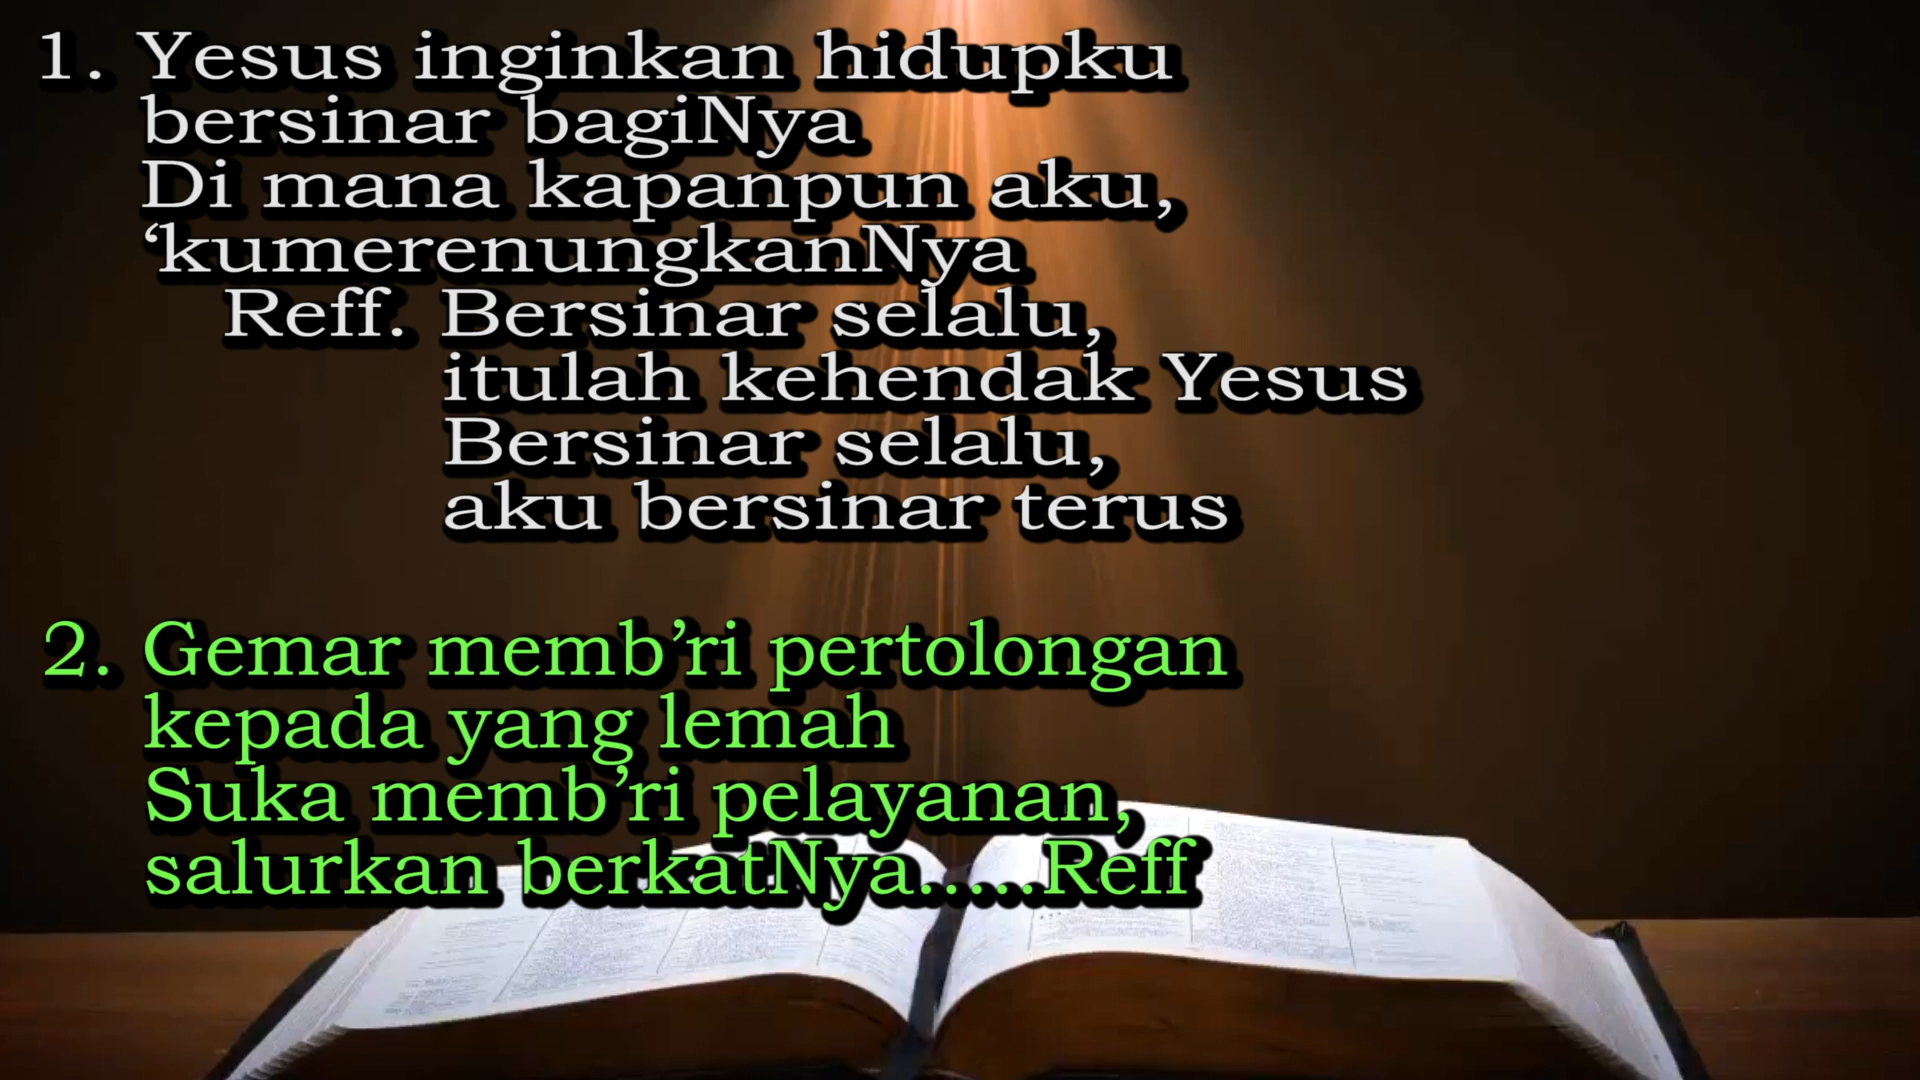 1. Yesus inginkan hidupku
bersinar bagiNya
Di mana kapanpun aku,
‘kumerenungkanNya
Reff. Bersinar selalu,
itulah kehendak Yesus
Bersinar selalu,
aku bersinar terus
2. Gemar memb’ri pertolongan
kepada yang lemah
Suka memb’ri pelayanan,
salurkan berkatNya.....Reff